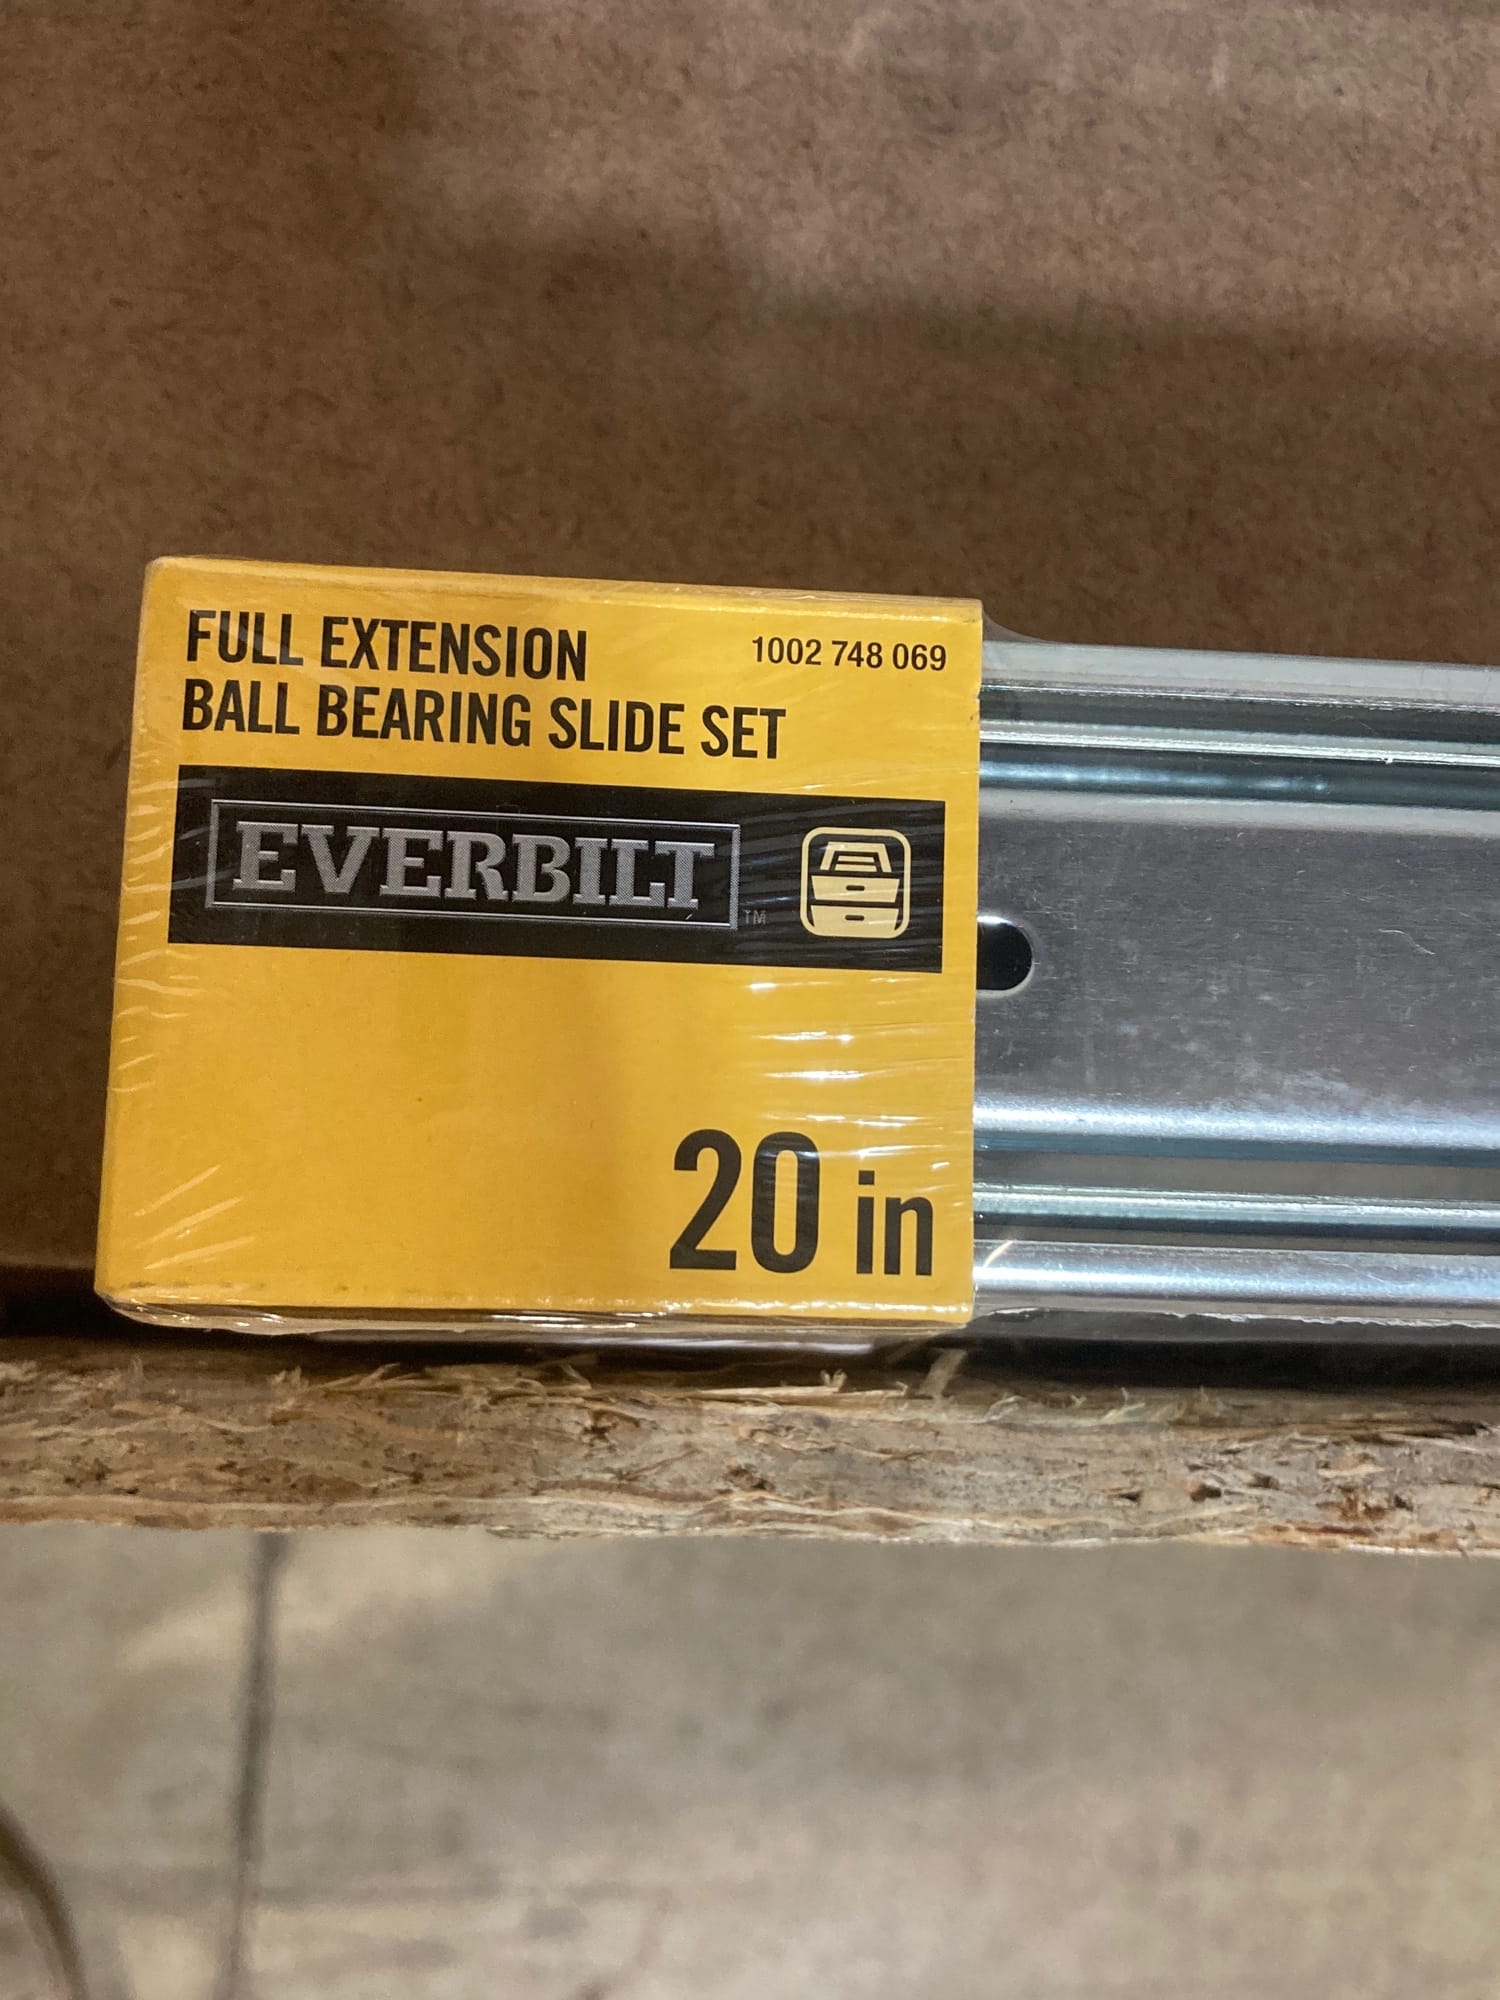 FULL EXTENSION
1002 748 069
BALL BEARING SLIDE SET
EVERBILT TM
20 in